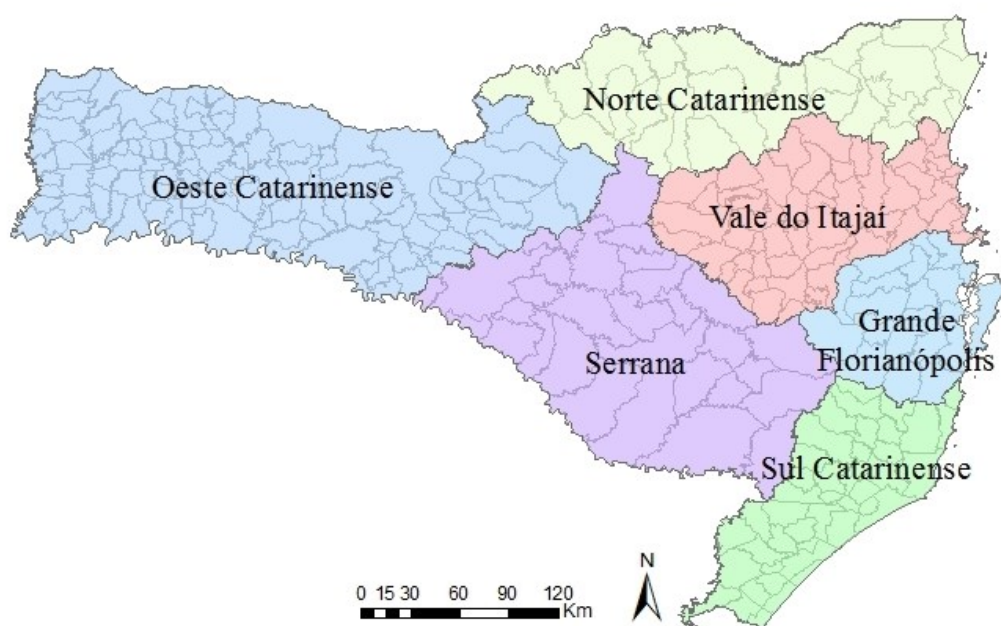 Norte Catarinense
Oeste Catarinense
Vale do Itajaí
Grande
Florianópolis
Serrana
Sul Catarinense
N
0 15 30 60 90 120
Km